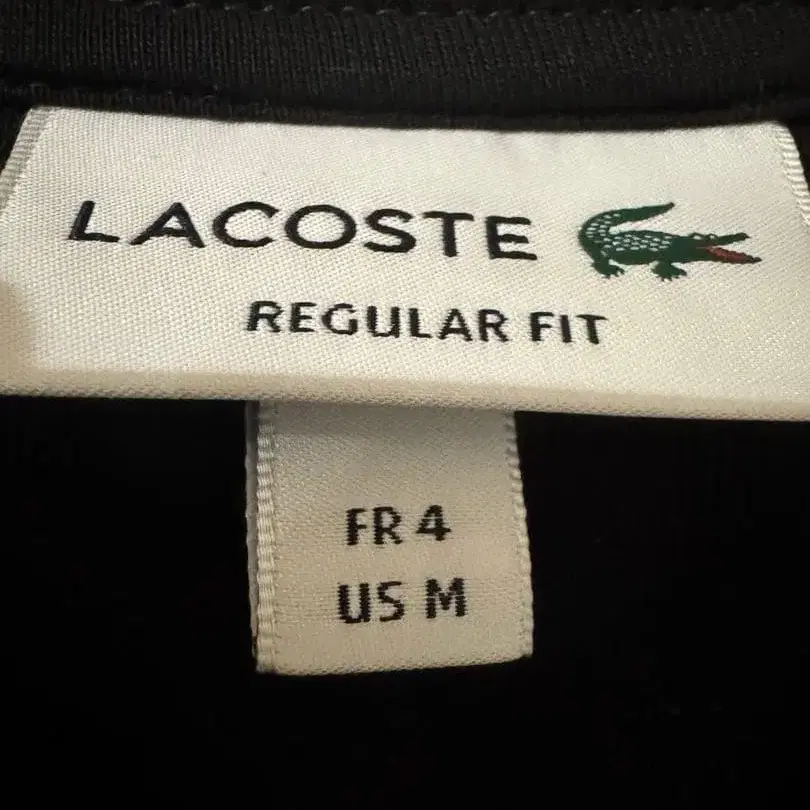 LACOSTE
REGULAR FIT
FR 4
US M